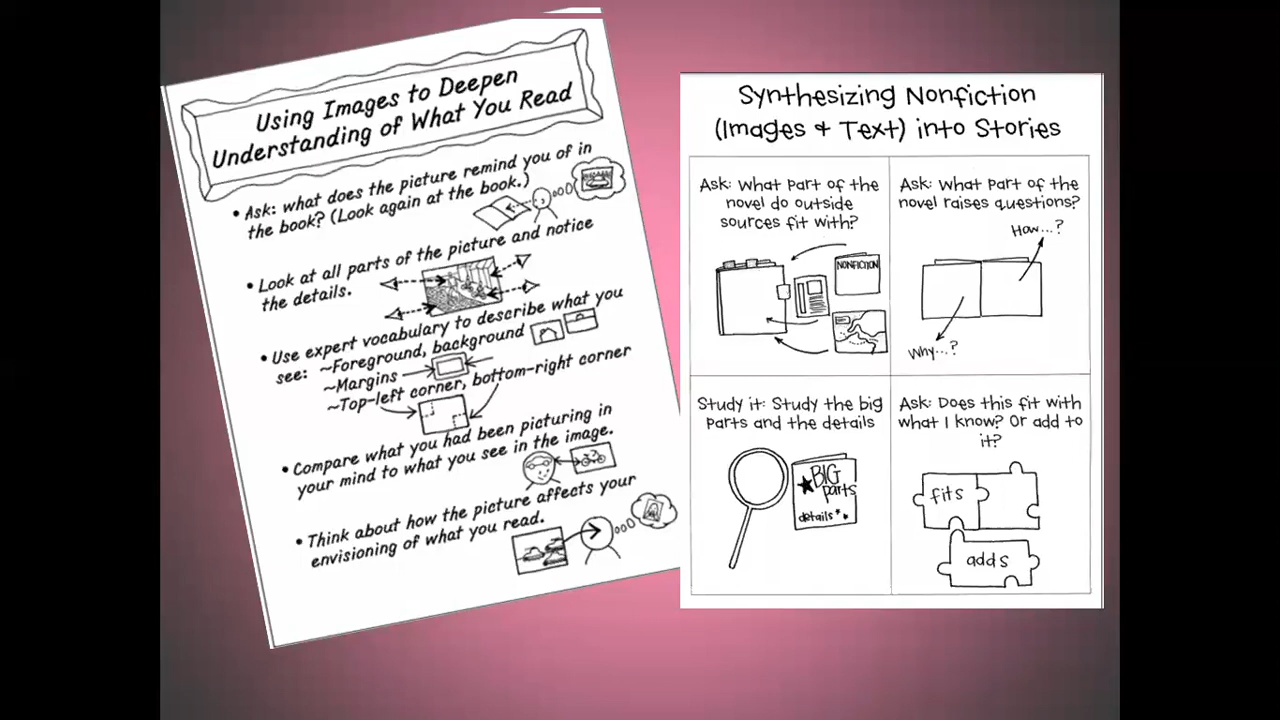 Using Images to Deepen
Understanding of What You Read
• Ask: what does the picture remind you of in
the book? (Look again at the book.)
• Look at all parts of the picture and notice
the details.
• Use expert vocabulary to describe what you
see: ~Foreground, background
~Margins
~Top-left corner, bottom-right corner
• Compare what you had been picturing in
your mind to what you see in the image.
• Think about how the picture affects your
envisioning of what you read.
Synthesizing Nonfiction
(Images + Text) into Stories
Ask: What part of the
novel do outside
sources fit with?
NONFICTION
Ask: What part of the
novel raises questions?
How...?
Why...?
Study it: Study the big
parts and the details
BIG
parts
details
Ask: Does this fit with
what I know? Or add to
it?
fits
adds